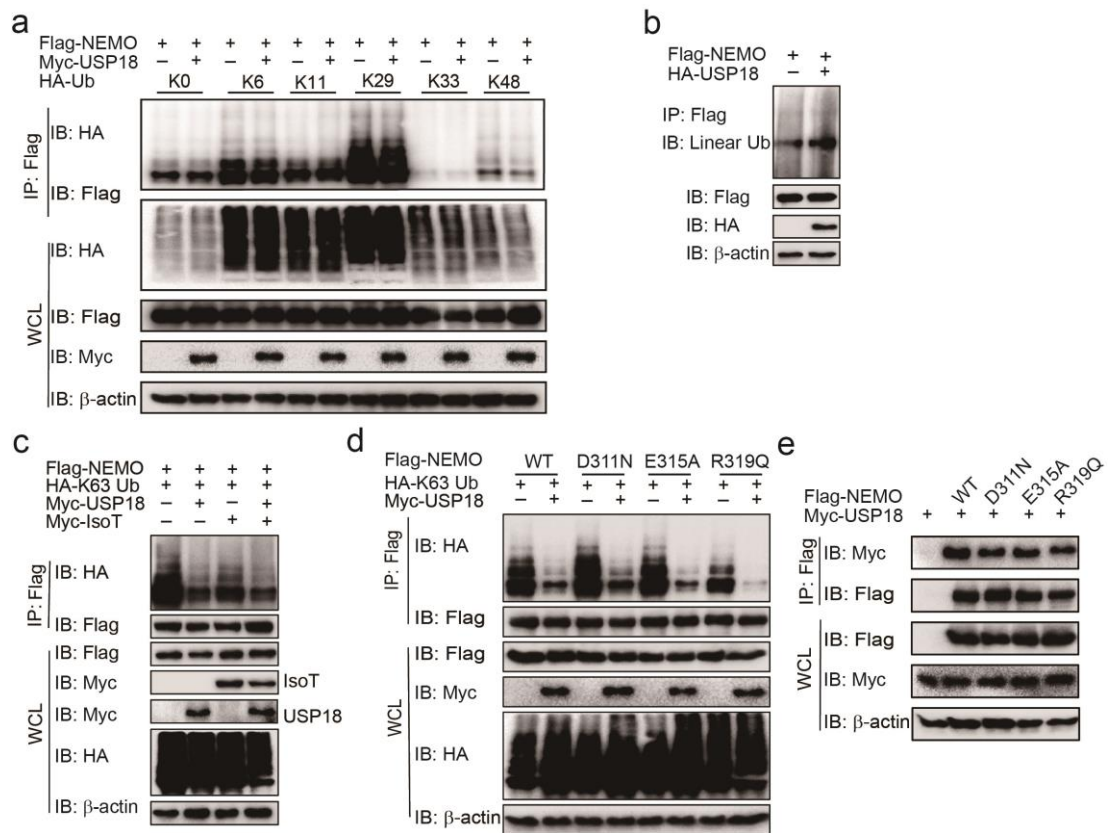 a
Flag-NEMO + + + + + + + + + + + +
Myc-USP18 – + – + – + – + – + – +
HA-Ub K0 K6 K11 K29 K33 K48
IP: Flag
IB: HA
IB: Flag
WCL
IB: HA
IB: Flag
IB: Myc
IB: β-actin
b
Flag-NEMO + +
HA-USP18 – +
IP: Flag
IB: Linear Ub
IB: Flag
IB: HA
IB: β-actin
c
Flag-NEMO + + + +
HA-K63 Ub + + + +
Myc-USP18 – + – +
Myc-IsoT – – + +
IP: Flag
IB: HA
IB: Flag
WCL
IB: Flag
IB: Myc IsoT
IB: Myc USP18
IB: HA
IB: β-actin
d
Flag-NEMO WT D311N E315A R319Q
HA-K63 Ub + + + + + + + +
Myc-USP18 – + – + – + – +
IP: Flag
IB: HA
IB: Flag
WCL
IB: Flag
IB: Myc
IB: HA
IB: β-actin
e
Flag-NEMO WT D311N E315A R319Q
Myc-USP18 + + + + +
IP: Flag
IB: Myc
IB: Flag
WCL
IB: Flag
IB: Myc
IB: β-actin